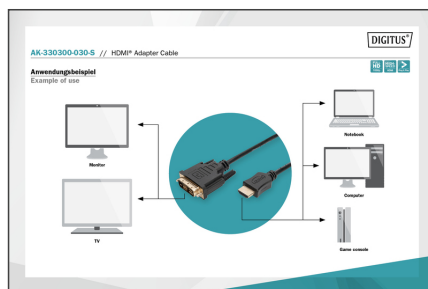 DIGITUS®
AK-330300-030-S // HDMI® Adapter Cable
Anwendungsbeispiel
Example of use
Monitor
TV
Notebook
Computer
Game console